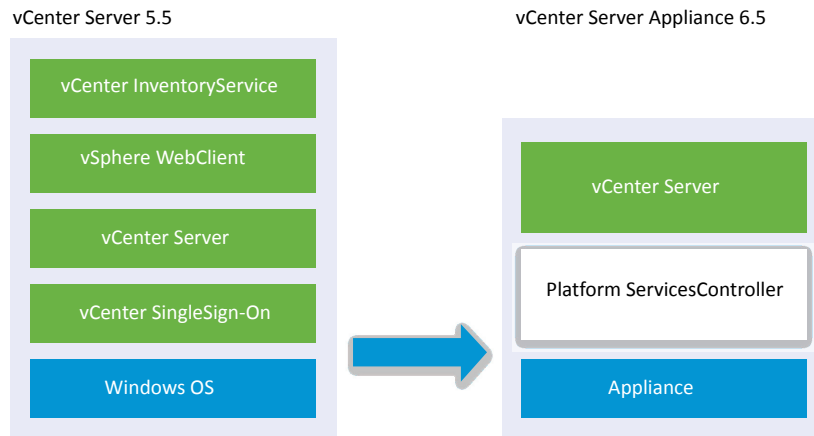 vCenter Server 5.5
vCenter InventoryService
vSphere WebClient
vCenter Server
vCenter SingleSign-On
Windows OS
vCenter Server Appliance 6.5
vCenter Server
Platform ServicesController
Appliance